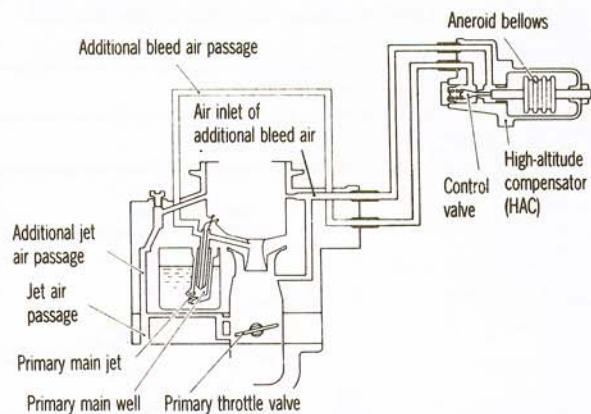 Aneroid bellows
Additional bleed air passage
Air inlet of
additional bleed air
High-altitude
compensator
(HAC)
Control
valve
Additional jet
air passage
Jet air
passage
Primary main jet
Primary main well
Primary throttle valve